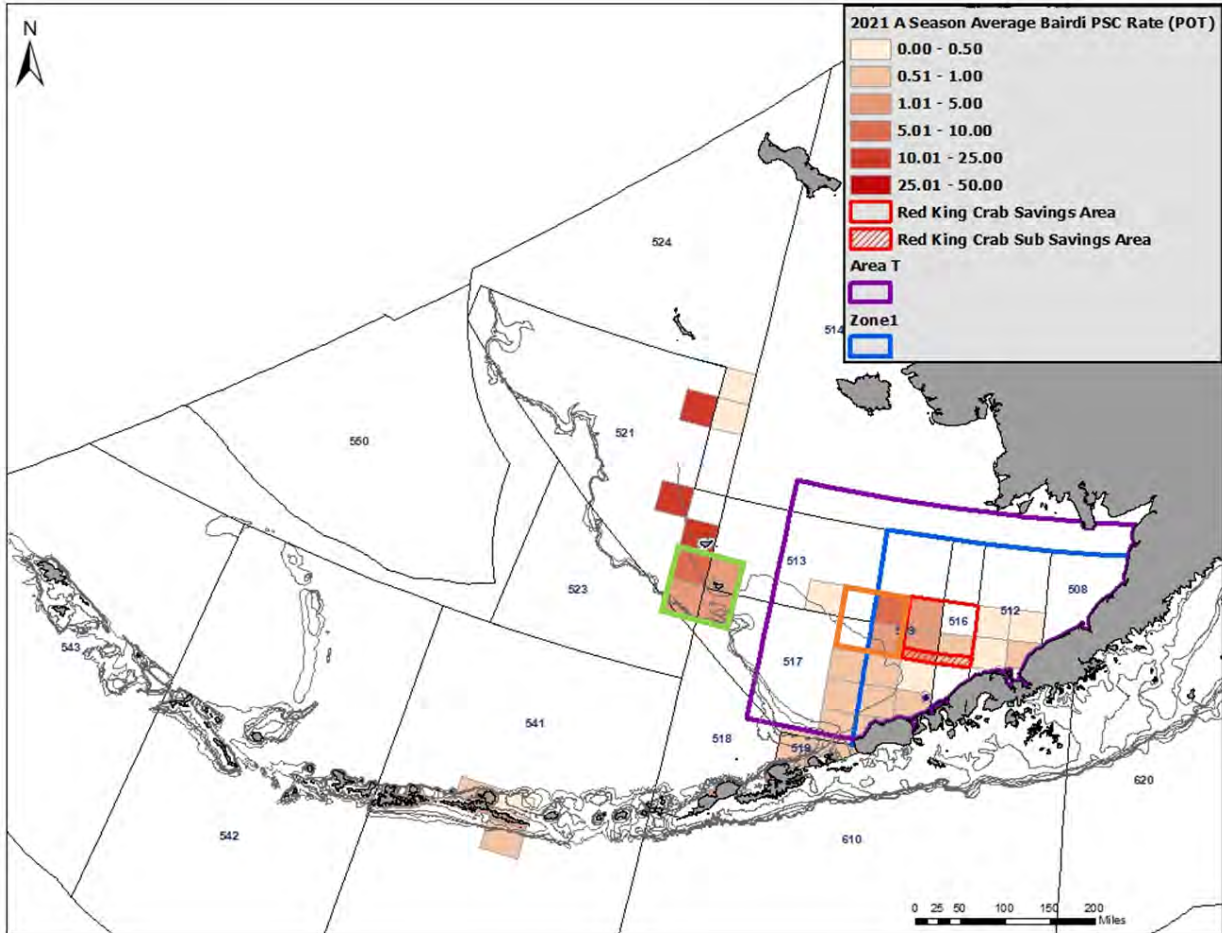 N
2021 A Season Average Bairdi PSC Rate (POT)
0.00 - 0.50
0.51 - 1.00
1.01 - 5.00
5.01 - 10.00
10.01 - 25.00
25.01 - 50.00
Red King Crab Savings Area
Red King Crab Sub Savings Area
Area T
Zone1
524
514
550
521
513
523
512
508
516
543
517
541
518
519
542
610
620
0 25 50 100 150 200
Miles